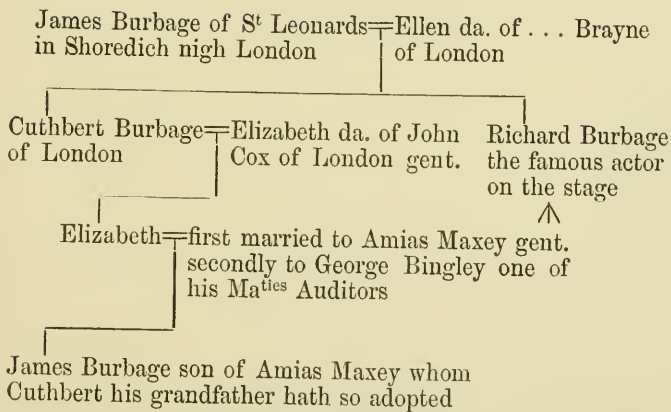 James Burbage of Sᵗ Leonards=Ellen da. of . . . Brayne
in Shoredich nigh London of London
Cuthbert Burbage=Elizabeth da. of John Richard Burbage
of London Cox of London gent. the famous actor
on the stage
Elizabeth=first married to Amias Maxey gent.
secondly to George Bingley one of
his Maᵗⁱᵉˢ Auditors
James Burbage son of Amias Maxey whom
Cuthbert his grandfather hath so adopted